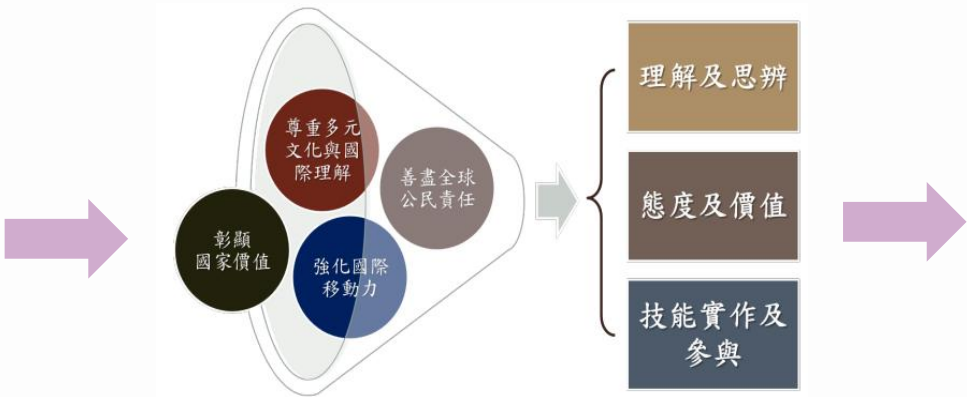 尊重多元
文化與國
際理解
善盡全球
公民責任
彰顯
國家價值
強化國際
移動力
理解及思辨
態度及價值
技能實作及
參與